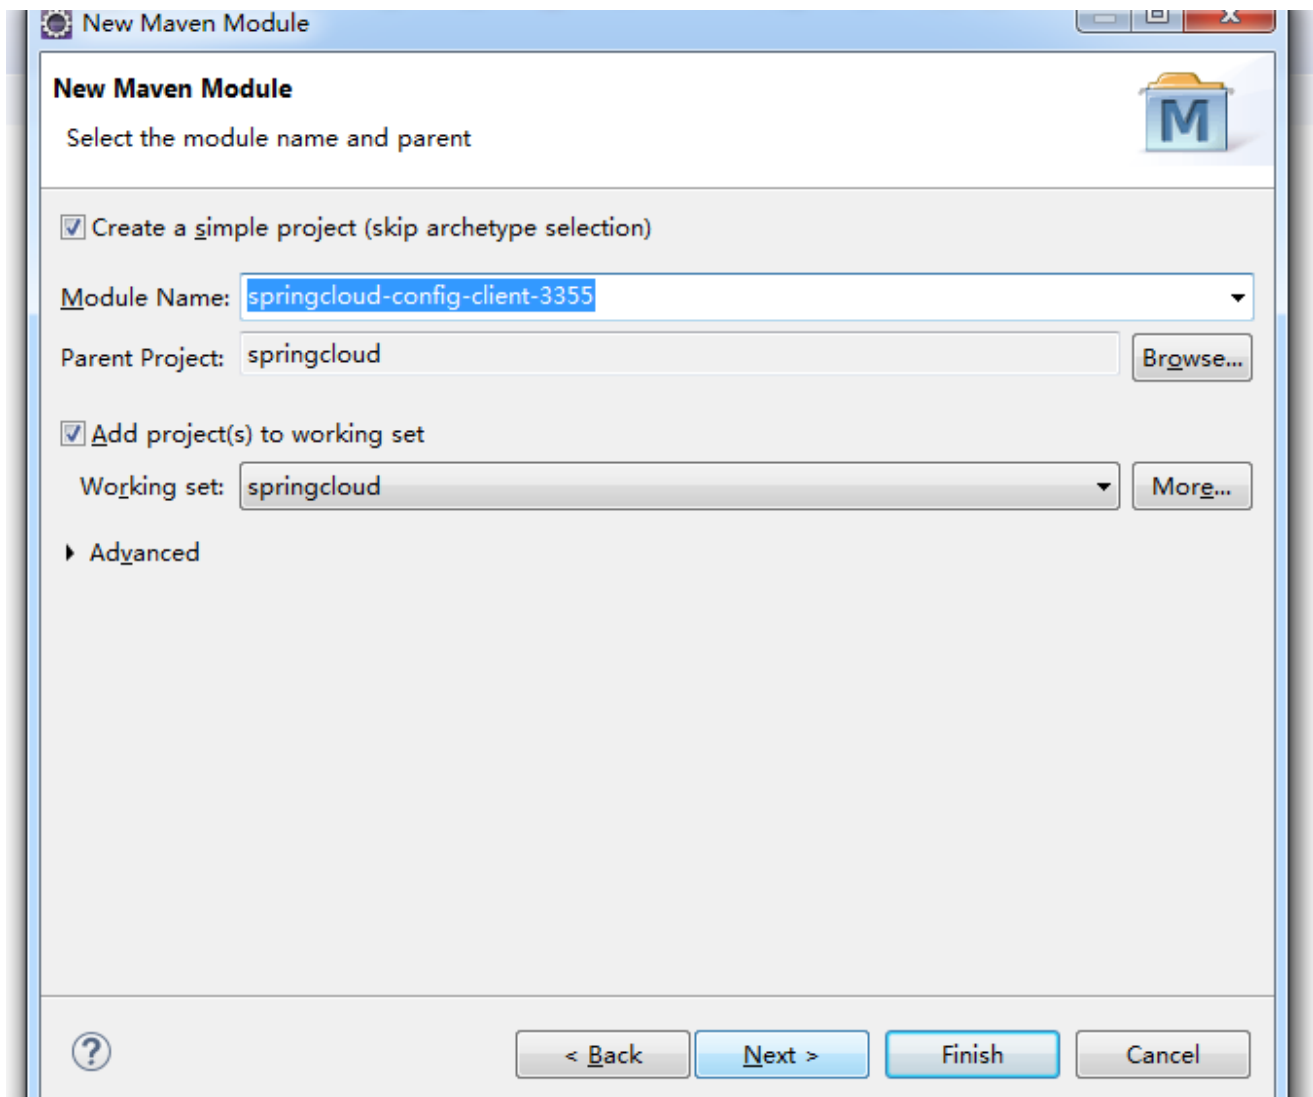 New Maven Module
New Maven Module
M
Select the module name and parent
Create a simple project (skip archetype selection)
Module Name: springcloud-config-client-3355
Parent Project: springcloud Browse...
Add project(s) to working set
Working set: springcloud More...
Advanced
? < Back Next > Finish Cancel